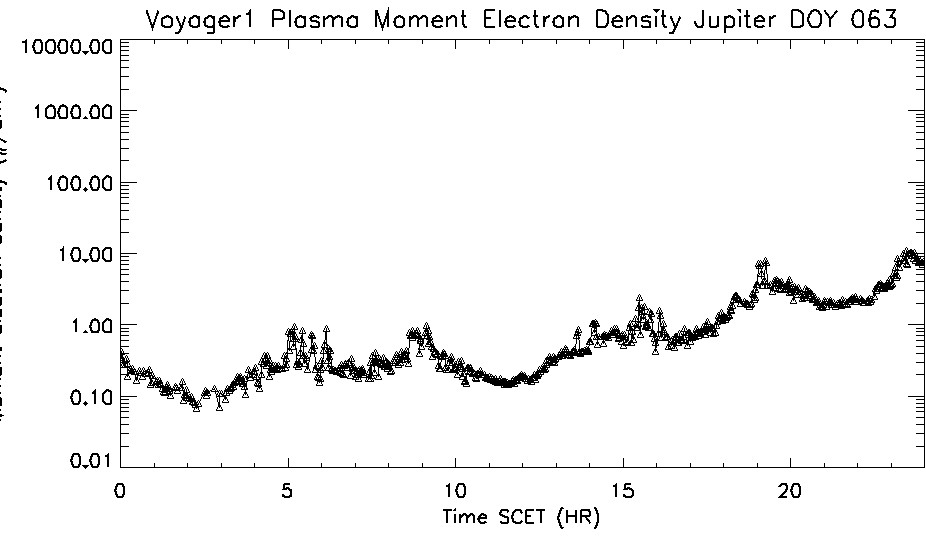 Voyager1 Plasma Moment Electron Density Jupiter DOY 063
10000.00
1000.00
100.00
10.00
1.00
0.10
0.01
0 5 10 15 20
Time SCET (HR)